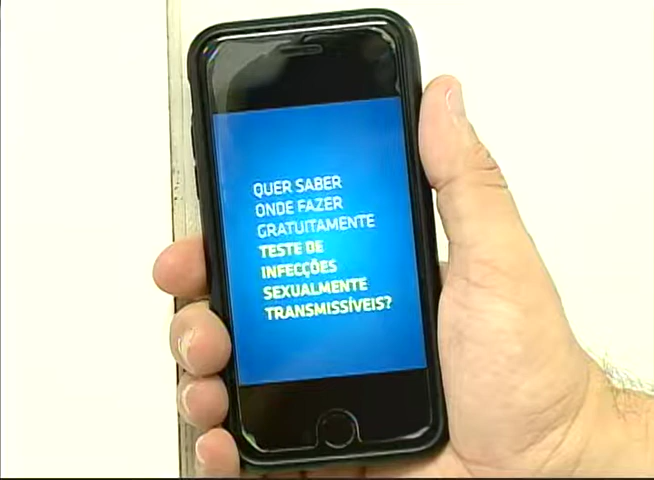 QUER SABER
ONDE FAZER
GRATUITAMENTE
TESTE DE
INFECÇÕES
SEXUALMENTE
TRANSMISSÍVEIS?